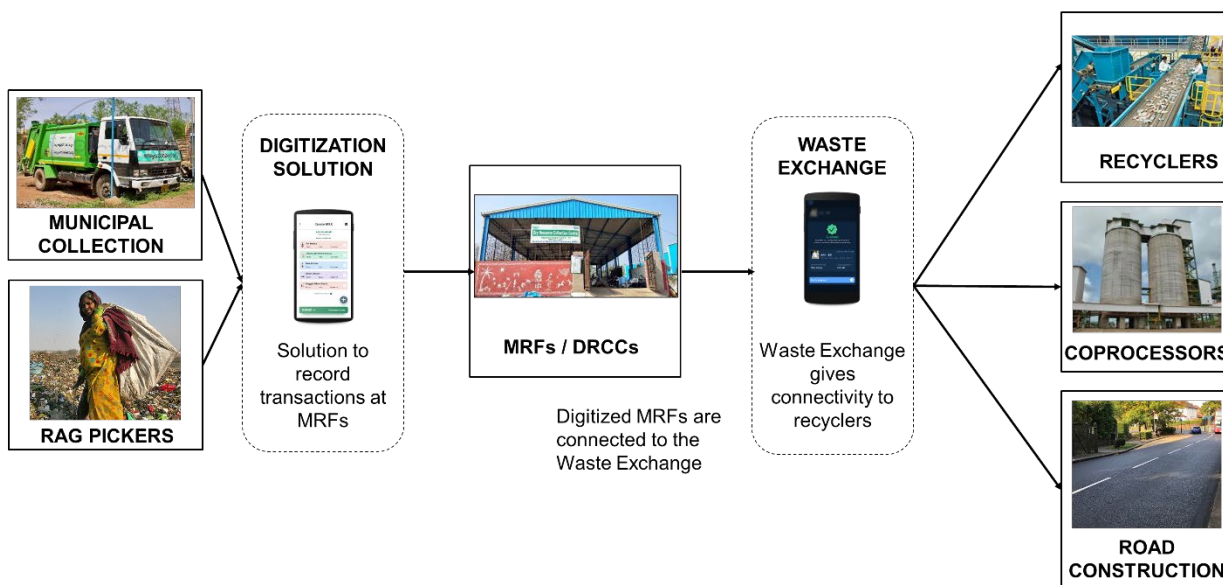 MUNICIPAL
COLLECTION
RAG PICKERS
DIGITIZATION
SOLUTION
Solution to
record
transactions at
MRFs
MRFs / DRCCs
Digitized MRFs are
connected to the
Waste Exchange
WASTE
EXCHANGE
Waste Exchange
gives
connectivity to
recyclers
RECYCLERS
COPROCESSORS
ROAD
CONSTRUCTION